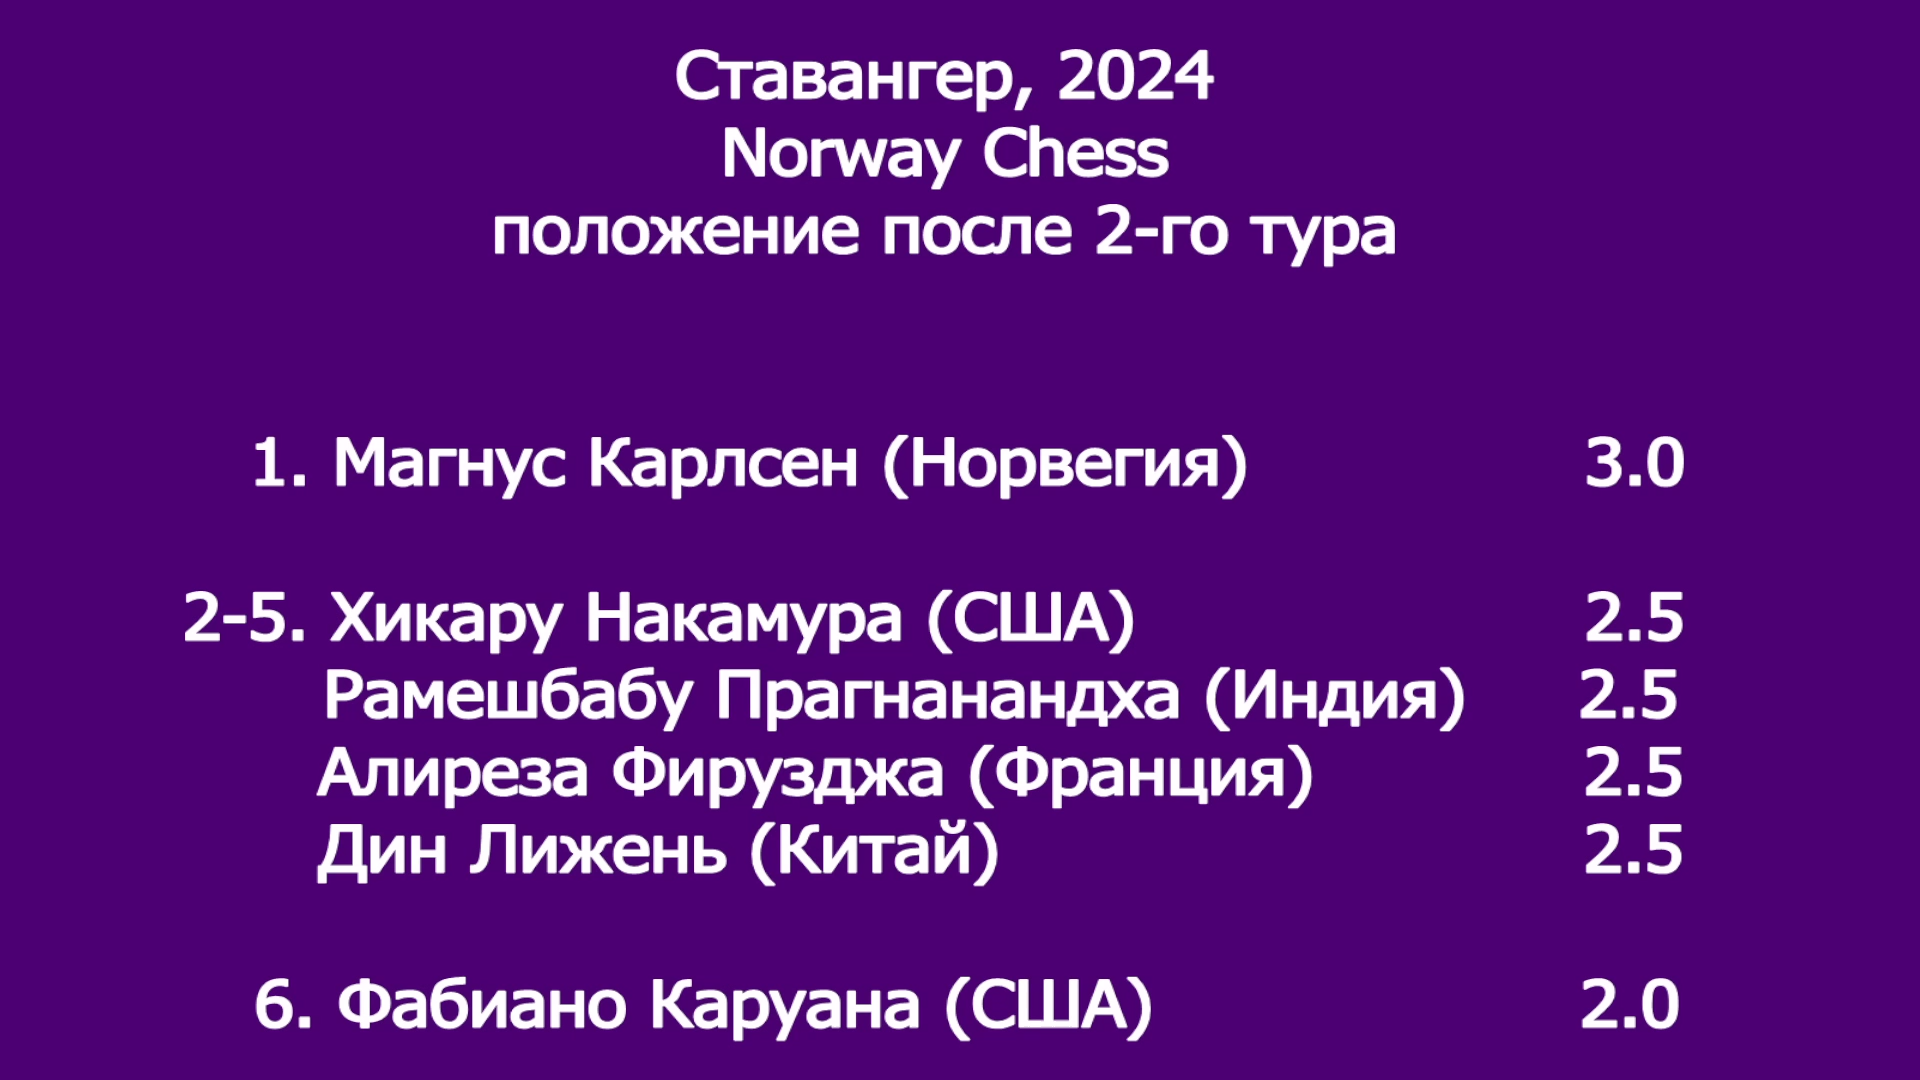 Ставангер, 2024
Norway Chess
положение после 2-го тура
1. Магнус Карлсен (Норвегия) 3.0
2-5. Хикару Накамура (США) 2.5
Рамешбабу Прагнанандха (Индия) 2.5
Алиреза Фирузджа (Франция) 2.5
Дин Лижень (Китай) 2.5
6. Фабиано Каруана (США) 2.0